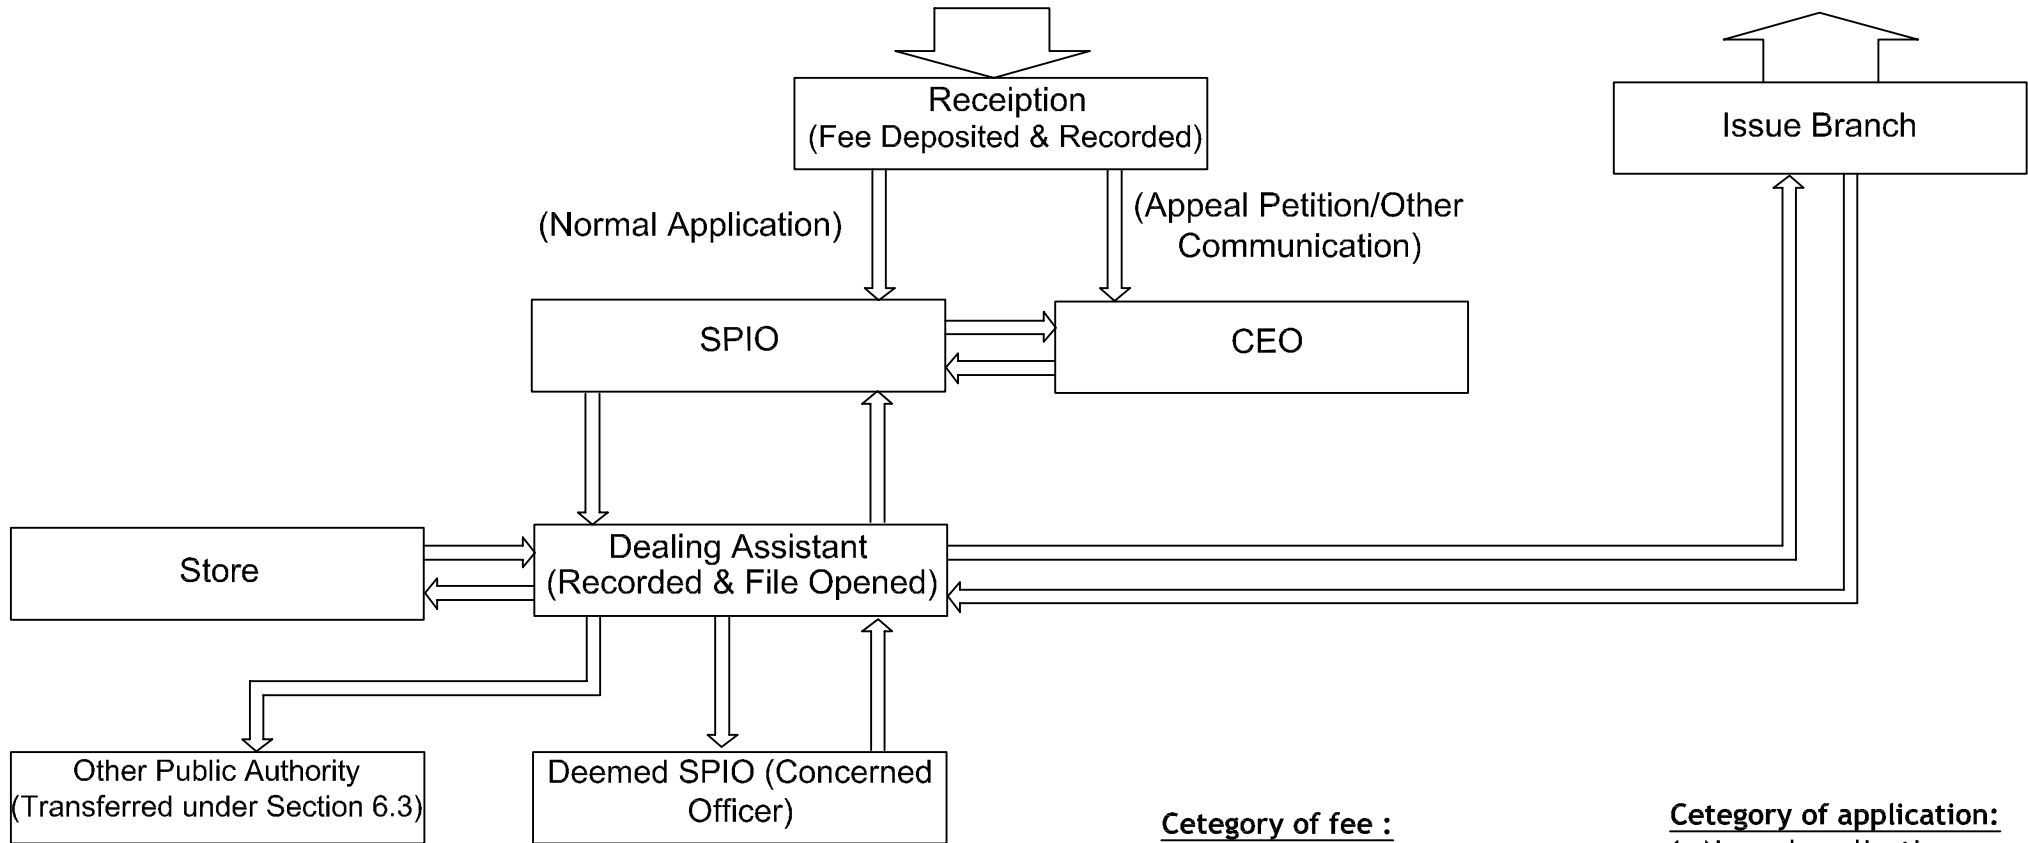 Receiption
(Fee Deposited & Recorded)
Issue Branch
(Normal Application)
(Appeal Petition/Other
Communication)
SPIO
CEO
Store
Dealing Assistant
(Recorded & File Opened)
Other Public Authority
(Transferred under Section 6.3)
Deemed SPIO (Concerned
Officer)
Cetegory of fee :
Cetegory of application: